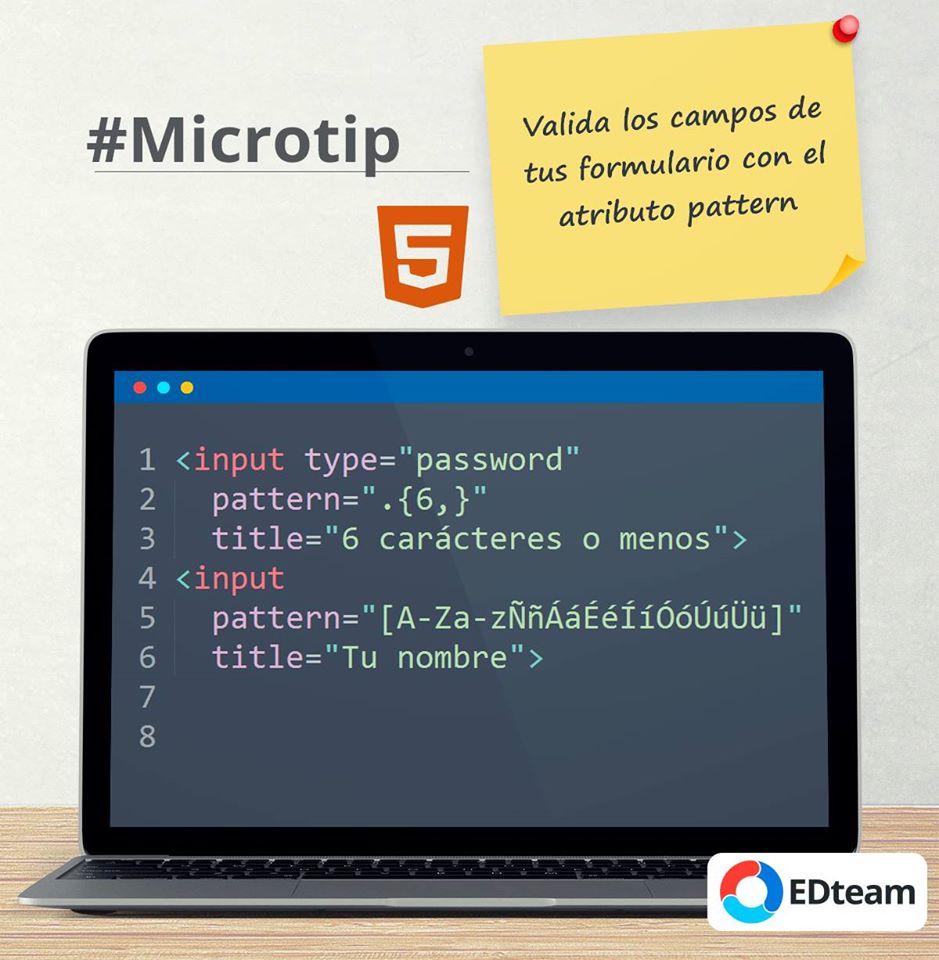 #Microtip
Valida los campos de
tus formulario con el
atributo pattern
5
1 <input type="password"
2   pattern=".{6,}"
3   title="6 carácteres o menos">
4 <input
5   pattern="[A-Za-zÑñÁáÉéÍíÓóÚúÜü]"
6   title="Tu nombre">
7
8
EDteam